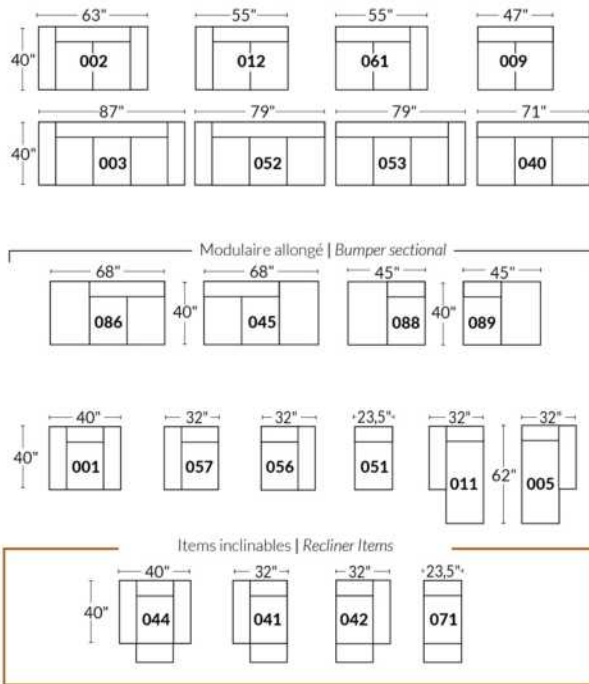 63" 55" 55" 47"
40" 002 012 061 009
87" 79" 79" 71"
40" 003 052 053 040
Modulaire allongé | Bumper sectional
68" 68" 45" 45"
086 40" 045 088 40" 089
40" 32" 32" 23,5" 32" 32"
40" 001 057 056 051 011 62" 005
Items inclinables | Recliner Items
40" 32" 32" 23,5"
40" 044 041 042 071